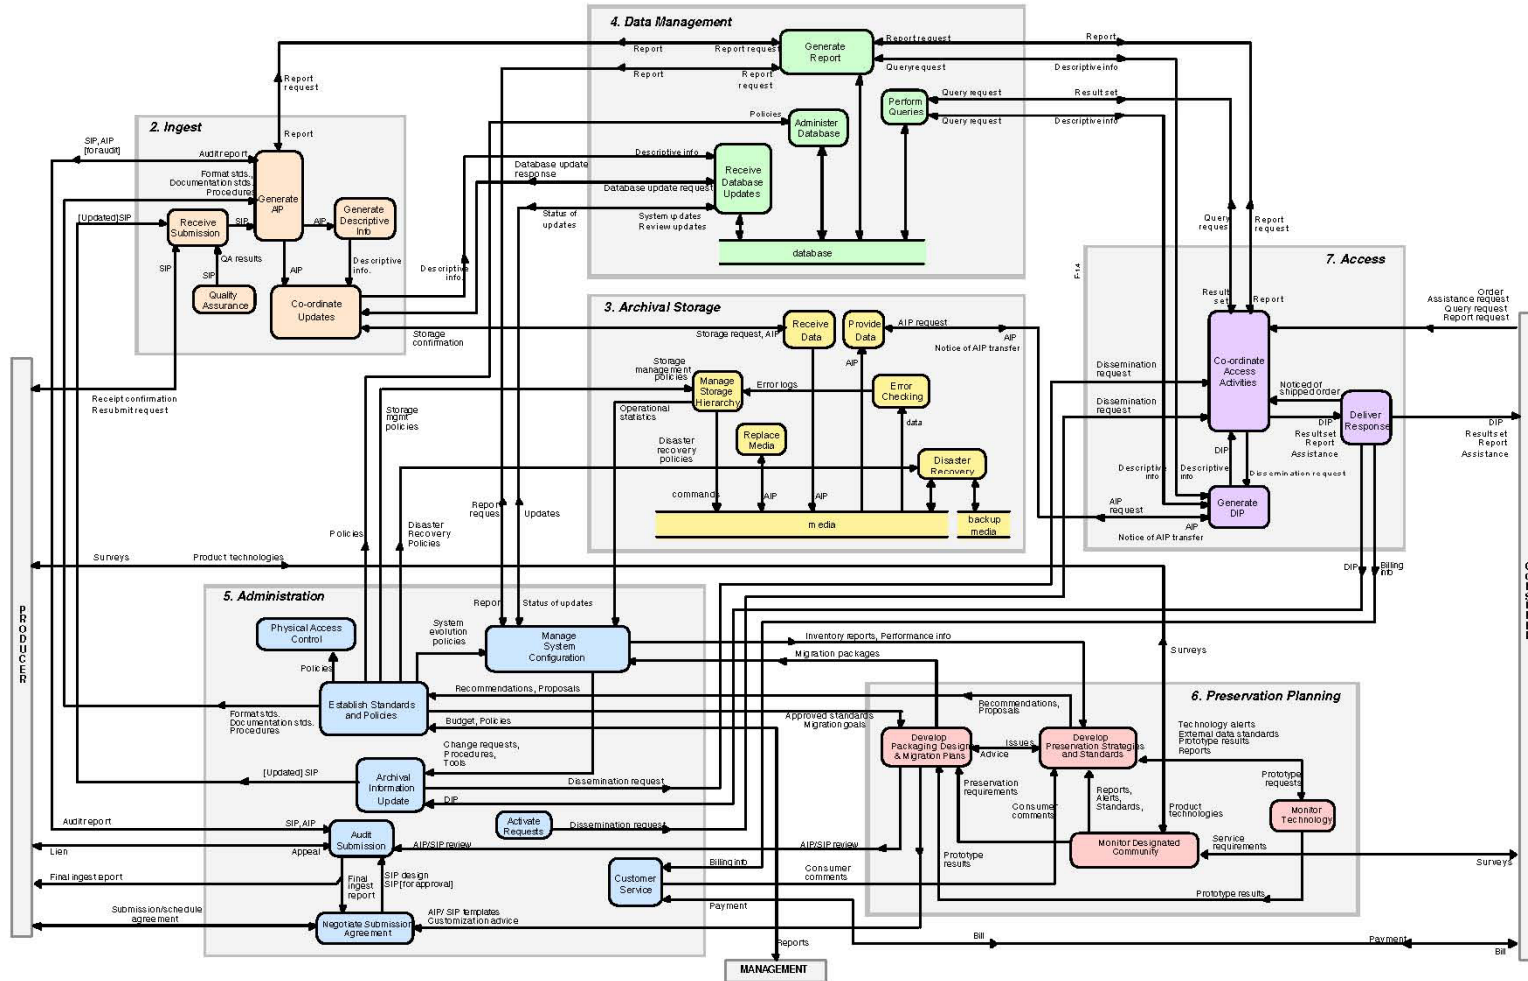 4. Data Management
Generate
Report
Report
Report request
Report request
Report
Report
Report
request
Query request
Descriptive info
Report
request
Report
Perform
Queries
Query request
Result set
Query request
Descriptive info
Policies
Administer
Database
2. Ingest
SIP, AIP
[for audit]
Audit report
Format stds.,
Documentation stds.
Procedures
Generate
AIP
[Updated] SIP
Receive
Submission
SIP
AIP
Generate
Descriptive
Info
SIP
QA results
SIP
AIP
Descriptive
info.
Quality
Assurance
Co-ordinate
Updates
Descriptive
info.
Storage
confirmation
Descriptive info
Database update
response
Database update request
Receive
Database
Updates
Status of
updates
System updates
Review updates
database
Query
request
Report
request
F-14
7. Access
Result
set
Report
Order
Assistance request
Query request
Report request
Co-ordinate
Access
Activities
Dissemination
request
Dissemination
request
Noticed of
shipped order
Deliver
Response
DIP
Result set
Report
Assistance
DIP
Result set
Report
Assistance
DIP
Descriptive
info
Descriptive
info
Dissemination request
Generate
DIP
AIP
request
AIP
Notice of AIP transfer
DIP
Billing
info
3. Archival Storage
Storage request, AIP
Receive
Data
Provide
Data
AIP request
AIP
Notice of AIP transfer
AIP
Storage
management
policies
Manage
Storage
Hierarchy
Error logs
Error
Checking
Operational
statistics
data
Replace
Media
Disaster
recovery
policies
Disaster
Recovery
commands
AIP
AIP
media
backup
media
Receipt confirmation
Resubmit request
Storage
mgmt
policies
Policies
Disaster
Recovery
Policies
Report
request
Updates
Surveys
Product technologies
PRODUCER
5. Administration
Report
Status of updates
Physical Access
Control
Policies
System
evolution
policies
Manage
System
Configuration
Inventory reports, Performance info
Migration packages
Surveys
Establish Standards
and Policies
Recommendations, Proposals
Format stds.
Documentation stds.
Procedures
Budget, Policies
Approved standards
Migration goals
Change requests,
Procedures,
Tools
[Updated] SIP
Archival
Information
Update
Dissemination request
DIP
Activate
Requests
Dissemination request
Audit report
SIP, AIP
Audit
Submission
Lien
Appeal
AIP/SIP review
AIP/SIP review
Final ingest report
Final
ingest
report
SIP design
SIP [for approval]
Customer
Service
Billing info
Consumer
comments
Payment
Submission/schedule
agreement
Negotiate Submission
Agreement
AIP/ SIP templates
Customization advice
Reports
MANAGEMENT
6. Preservation Planning
Recommendations,
Proposals
Develop
Packaging Design
& Migration Plans
Issues
Advice
Develop
Preservation Strategies
and Standards
Technology alerts
External data standards
Prototype results
Reports
Prototype
requests
Preservation
requirements
Consumer
comments
Reports,
Alerts,
Standards,
Product
technologies
Monitor
Technology
Monitor Designated
Community
Service
requirements
Surveys
Prototype
results
Prototype results
Bill
Payment
Bill